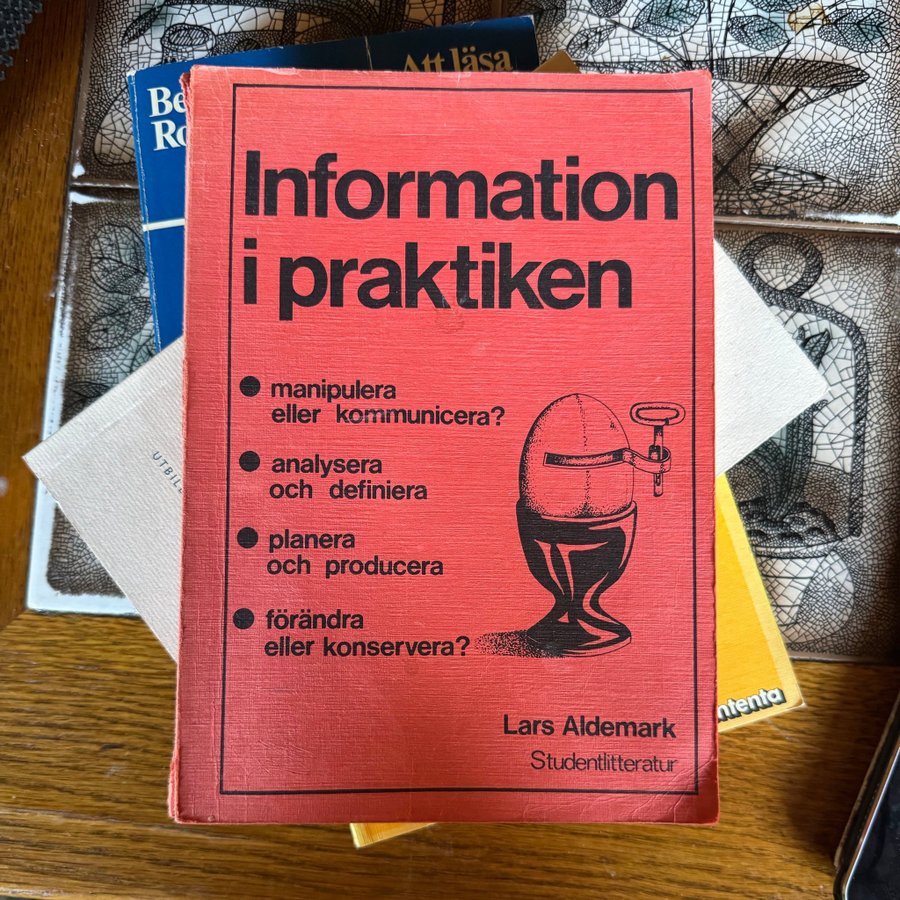 Att läsa
Information
i praktiken
● manipulera
eller kommunicera?
● analysera
och definiera
● planera
och producera
● förändra
eller konservera?
Lars Aldemark
Studentlitteratur